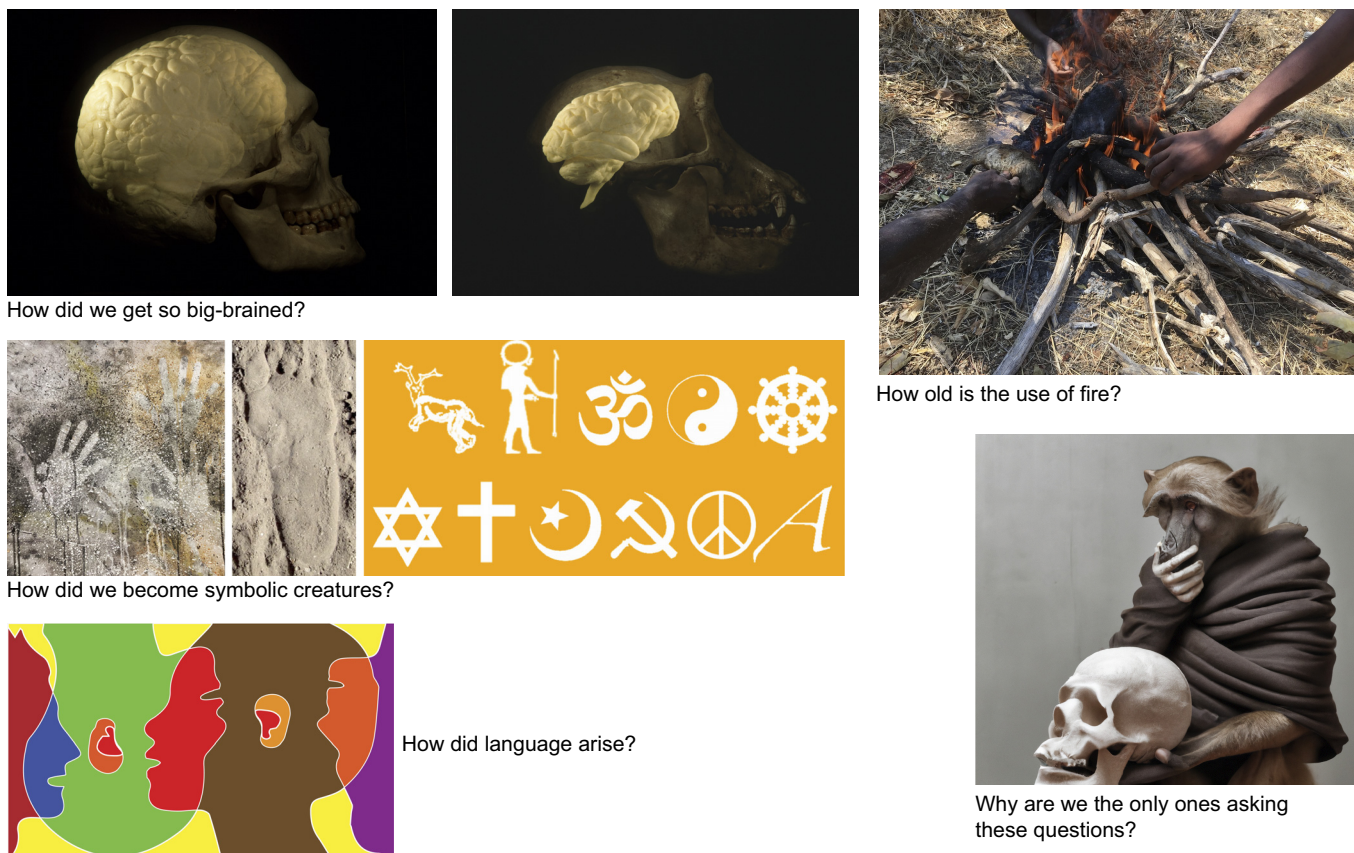 How did we get so big-brained?
How old is the use of fire?
How did we become symbolic creatures?
How did language arise?
Why are we the only ones asking
these questions?